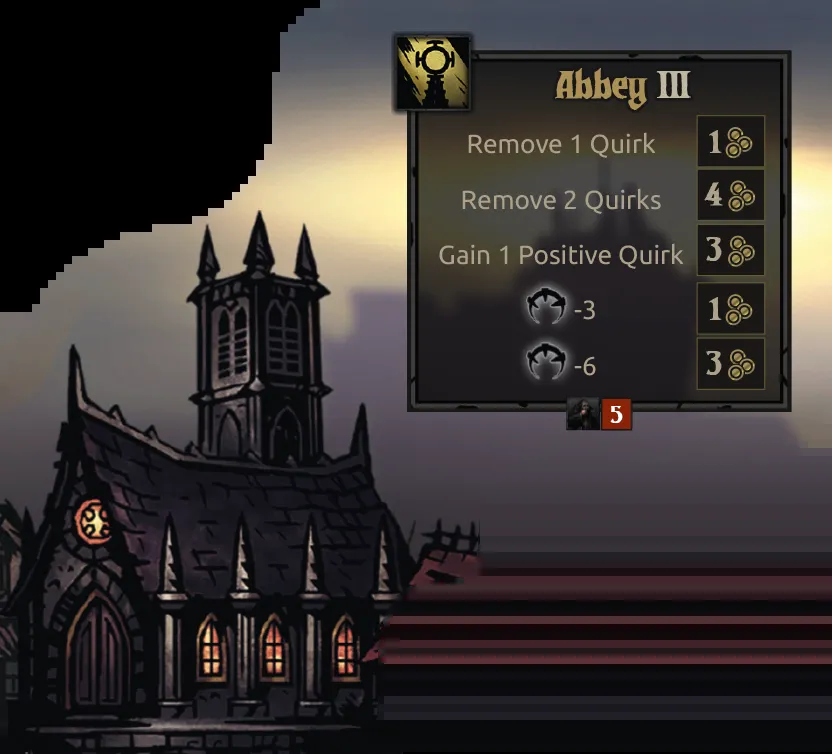 Abbey III
Remove 1 Quirk 1
Remove 2 Quirks 4
Gain 1 Positive Quirk 3
-3 1
-6 3
5